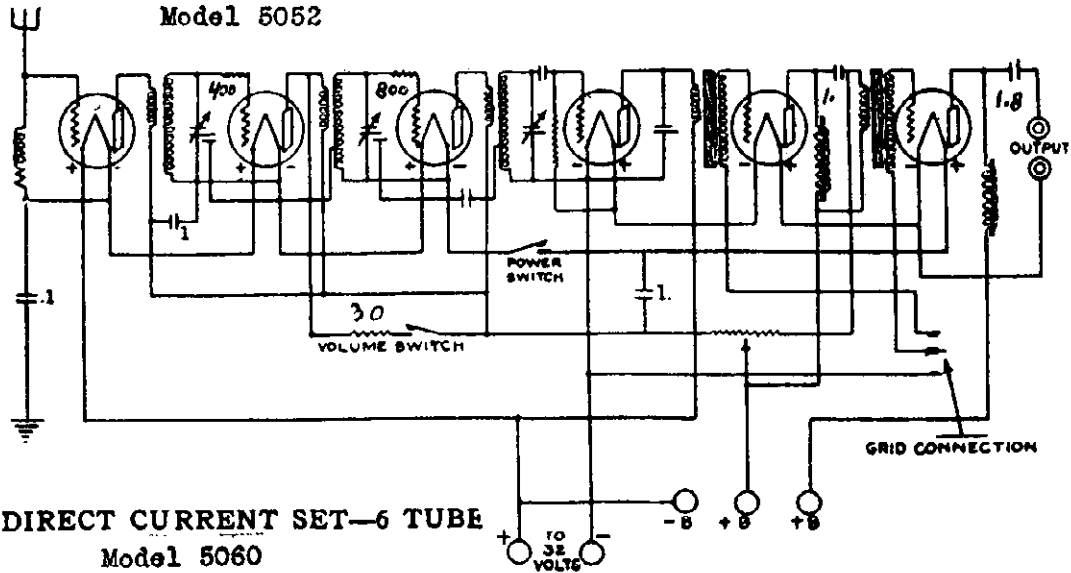 Model 5052
400
800
1.
1.8
OUTPUT
+ -
+ -
+ -
- +
- +
- +
1
POWER
SWITCH
.1
1.
30
VOLUME SWITCH
GRID CONNECTION
- B
+ B
+ B
DIRECT CURRENT SET—6 TUBE
Model 5060
+ TO -
32
VOLTS